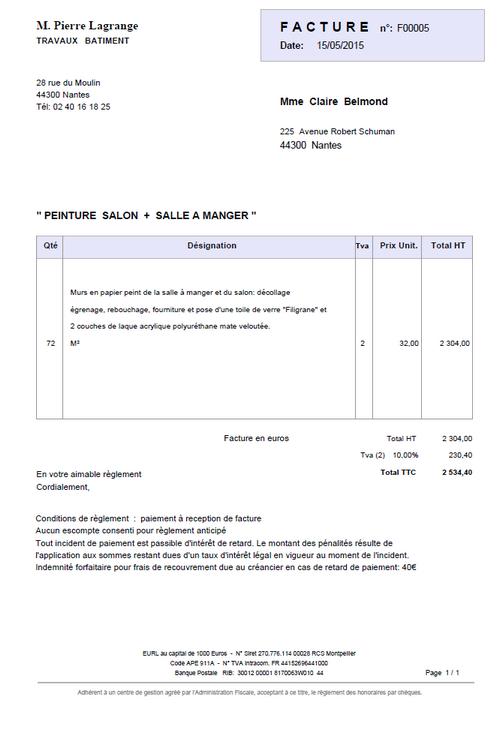 M. Pierre Lagrange
TRAVAUX BATIMENT
FACTURE n°: F00005
Date: 15/05/2015
28 rue du Moulin
44300 Nantes
Tél: 02 40 16 18 25
Mme Claire Belmond
225 Avenue Robert Schuman
44300 Nantes
" PEINTURE SALON + SALLE A MANGER "
Qté Désignation Tva Prix Unit. Total HT
Murs en papier peint de la salle à manger et du salon: décollage
égrenage, rebouchage, fourniture et pose d'une toile de verre "Filigrane" et
2 couches de laque acrylique polyuréthane mate veloutée.
72 M² 2 32,00 2 304,00
Facture en euros Total HT 2 304,00
Tva (2) 10,00% 230,40
Total TTC 2 534,40
En votre aimable règlement
Cordialement,
Conditions de règlement : paiement à reception de facture
Aucun escompte consenti pour règlement anticipé
Tout incident de paiement est passible d'intérêt de retard. Le montant des pénalités résulte de
l'application aux sommes restant dues d'un taux d'intérêt légal en vigueur au moment de l'incident.
Indemnité forfaitaire pour frais de recouvrement due au créancier en cas de retard de paiement: 40€
EURL au capital de 1000 Euros - N° Siret 270.776.114 00028 RCS Montpellier
Code APE 911A - N° TVA Intracom. FR 44152696441000
Banque Postale RIB: 30012 00001 8170063W010 44
Page 1 / 1
Adhérent à un centre de gestion agréé par l'Administration Fiscale, acceptant à ce titre, le règlement des honoraires par chèques.